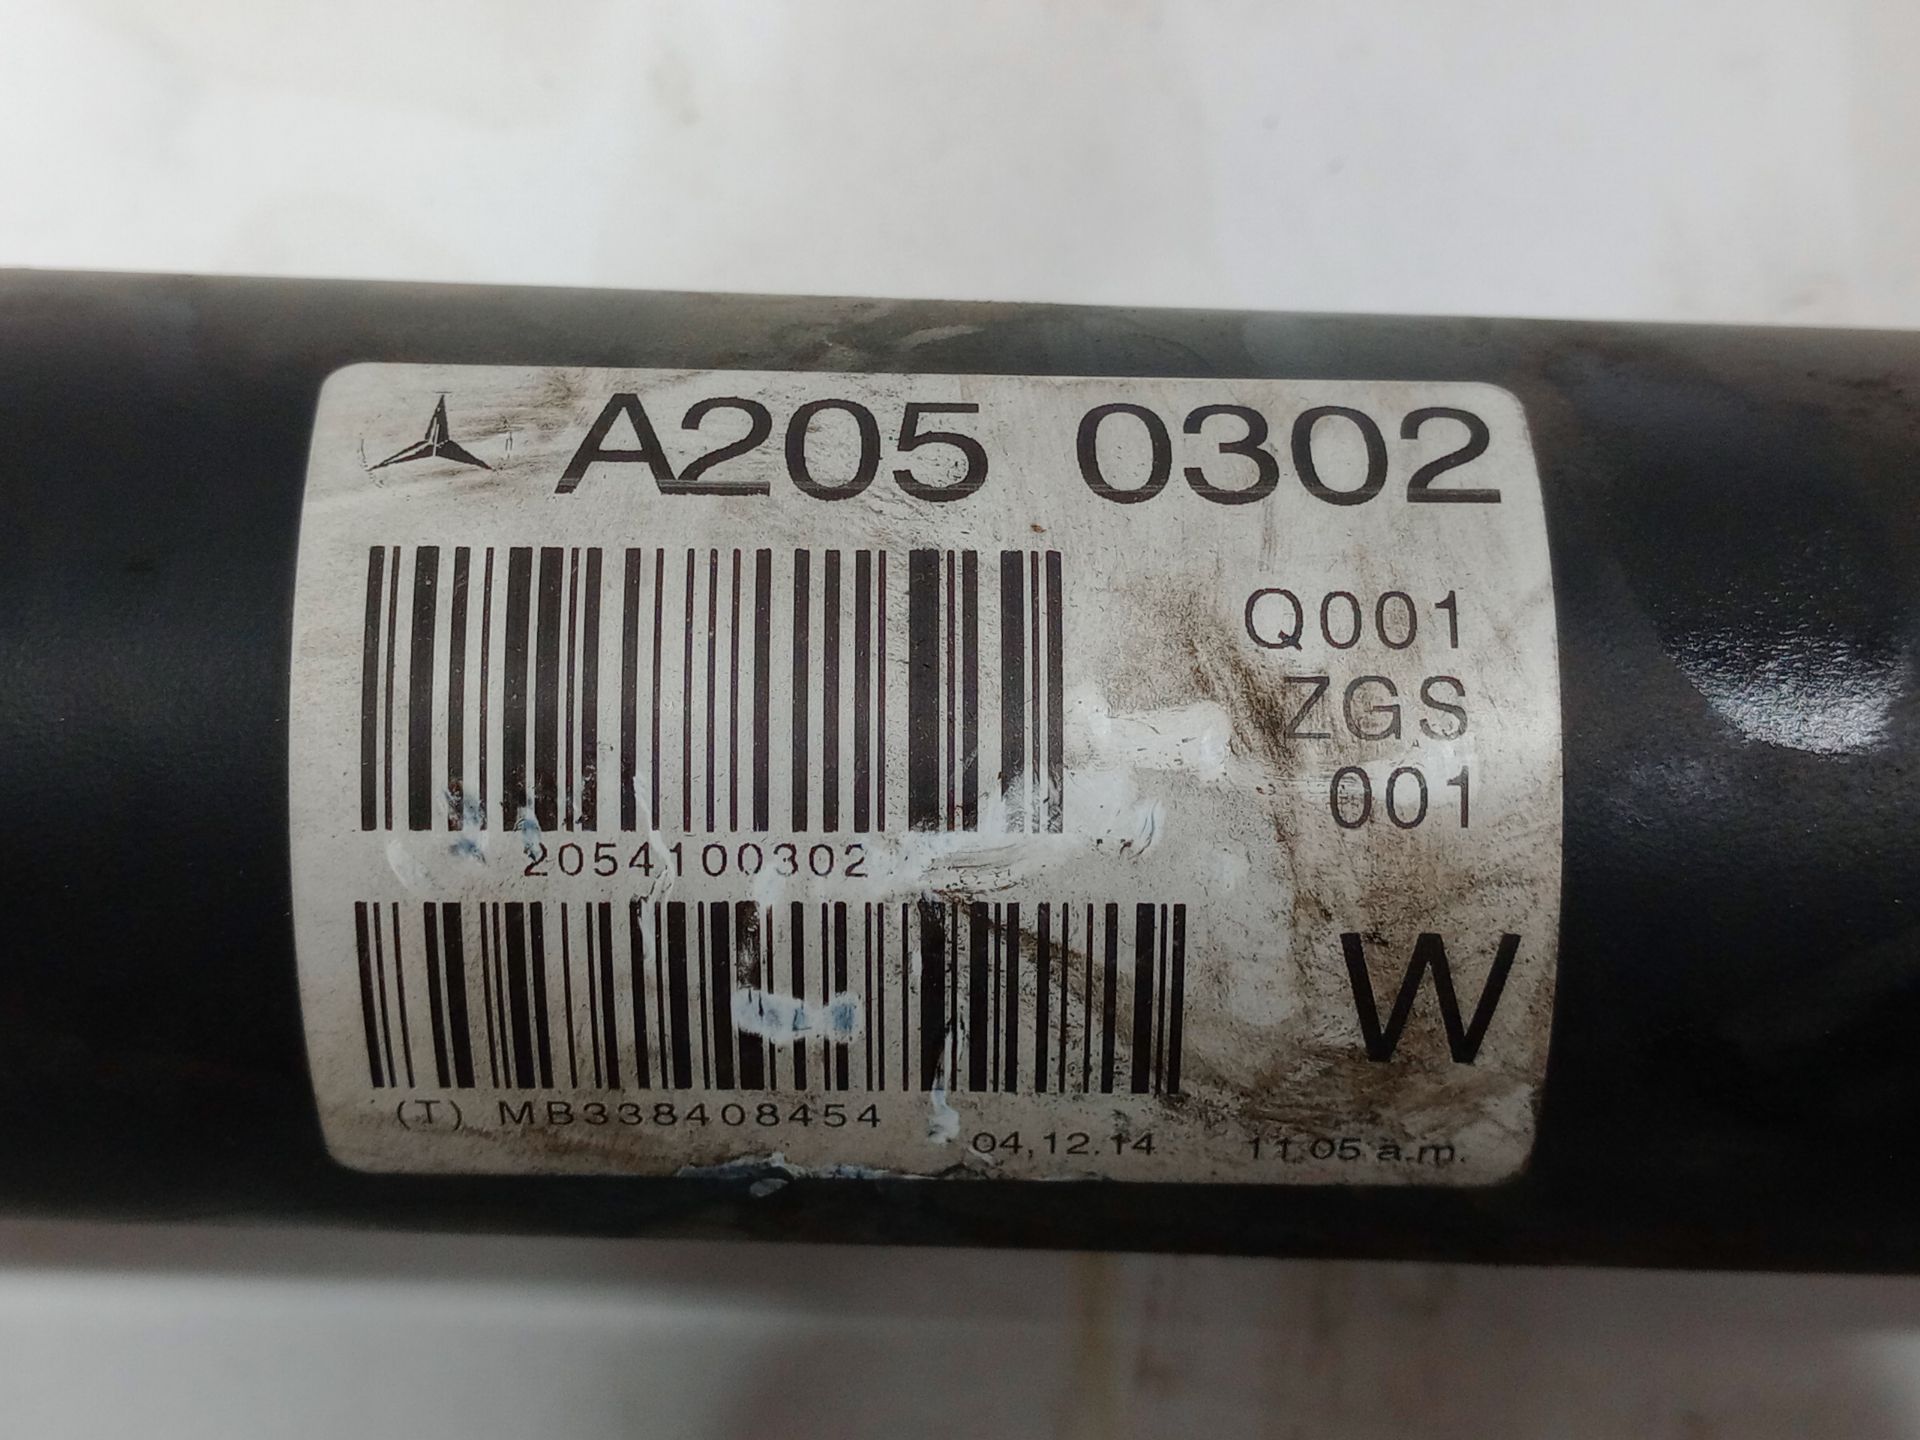 A205 0302
Q001
ZGS
001
2054100302
W
(T) MB338408454
04,12.14 11.05 a.m.